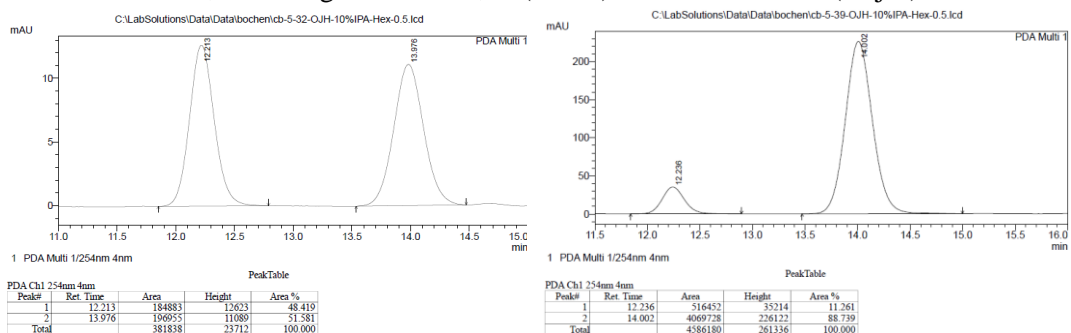 C:\LabSolutions\Data\Data\bochen\cb-5-32-OJH-10%IPA-Hex-0.5.lcd
mAU
PDA Multi 1
12.213
13.976
10
5
0
11.0 11.5 12.0 12.5 13.0 13.5 14.0 14.5 15.0
min
1 PDA Multi 1/254nm 4nm
PeakTable
PDA Ch1 254nm 4nm
Peak# Ret. Time Area Height Area %
1 12.213 184883 12623 48.419
2 13.976 196955 11089 51.581
Total 381838 23712 100.000
C:\LabSolutions\Data\Data\bochen\cb-5-39-OJH-10%IPA-Hex-0.5.lcd
mAU
PDA Multi 1
14.002
12.236
200
150
100
50
0
11.5 12.0 12.5 13.0 13.5 14.0 14.5 15.0 15.5 16.0
min
1 PDA Multi 1/254nm 4nm
PeakTable
PDA Ch1 254nm 4nm
Peak# Ret. Time Area Height Area %
1 12.236 516452 35214 11.261
2 14.002 4069728 226122 88.739
Total 4586180 261336 100.000